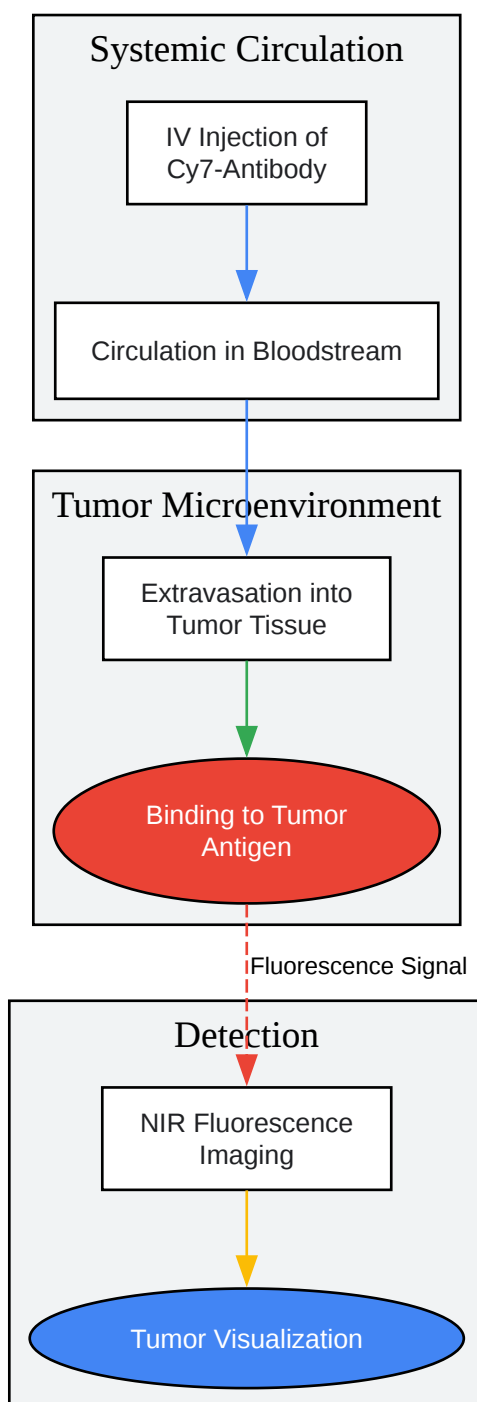 Systemic Circulation
IV Injection of
Cy7-Antibody
Circulation in Bloodstream
Tumor Microenvironment
Extravasation into
Tumor Tissue
Binding to Tumor
Antigen
Fluorescence Signal
Detection
NIR Fluorescence
Imaging
Tumor Visualization